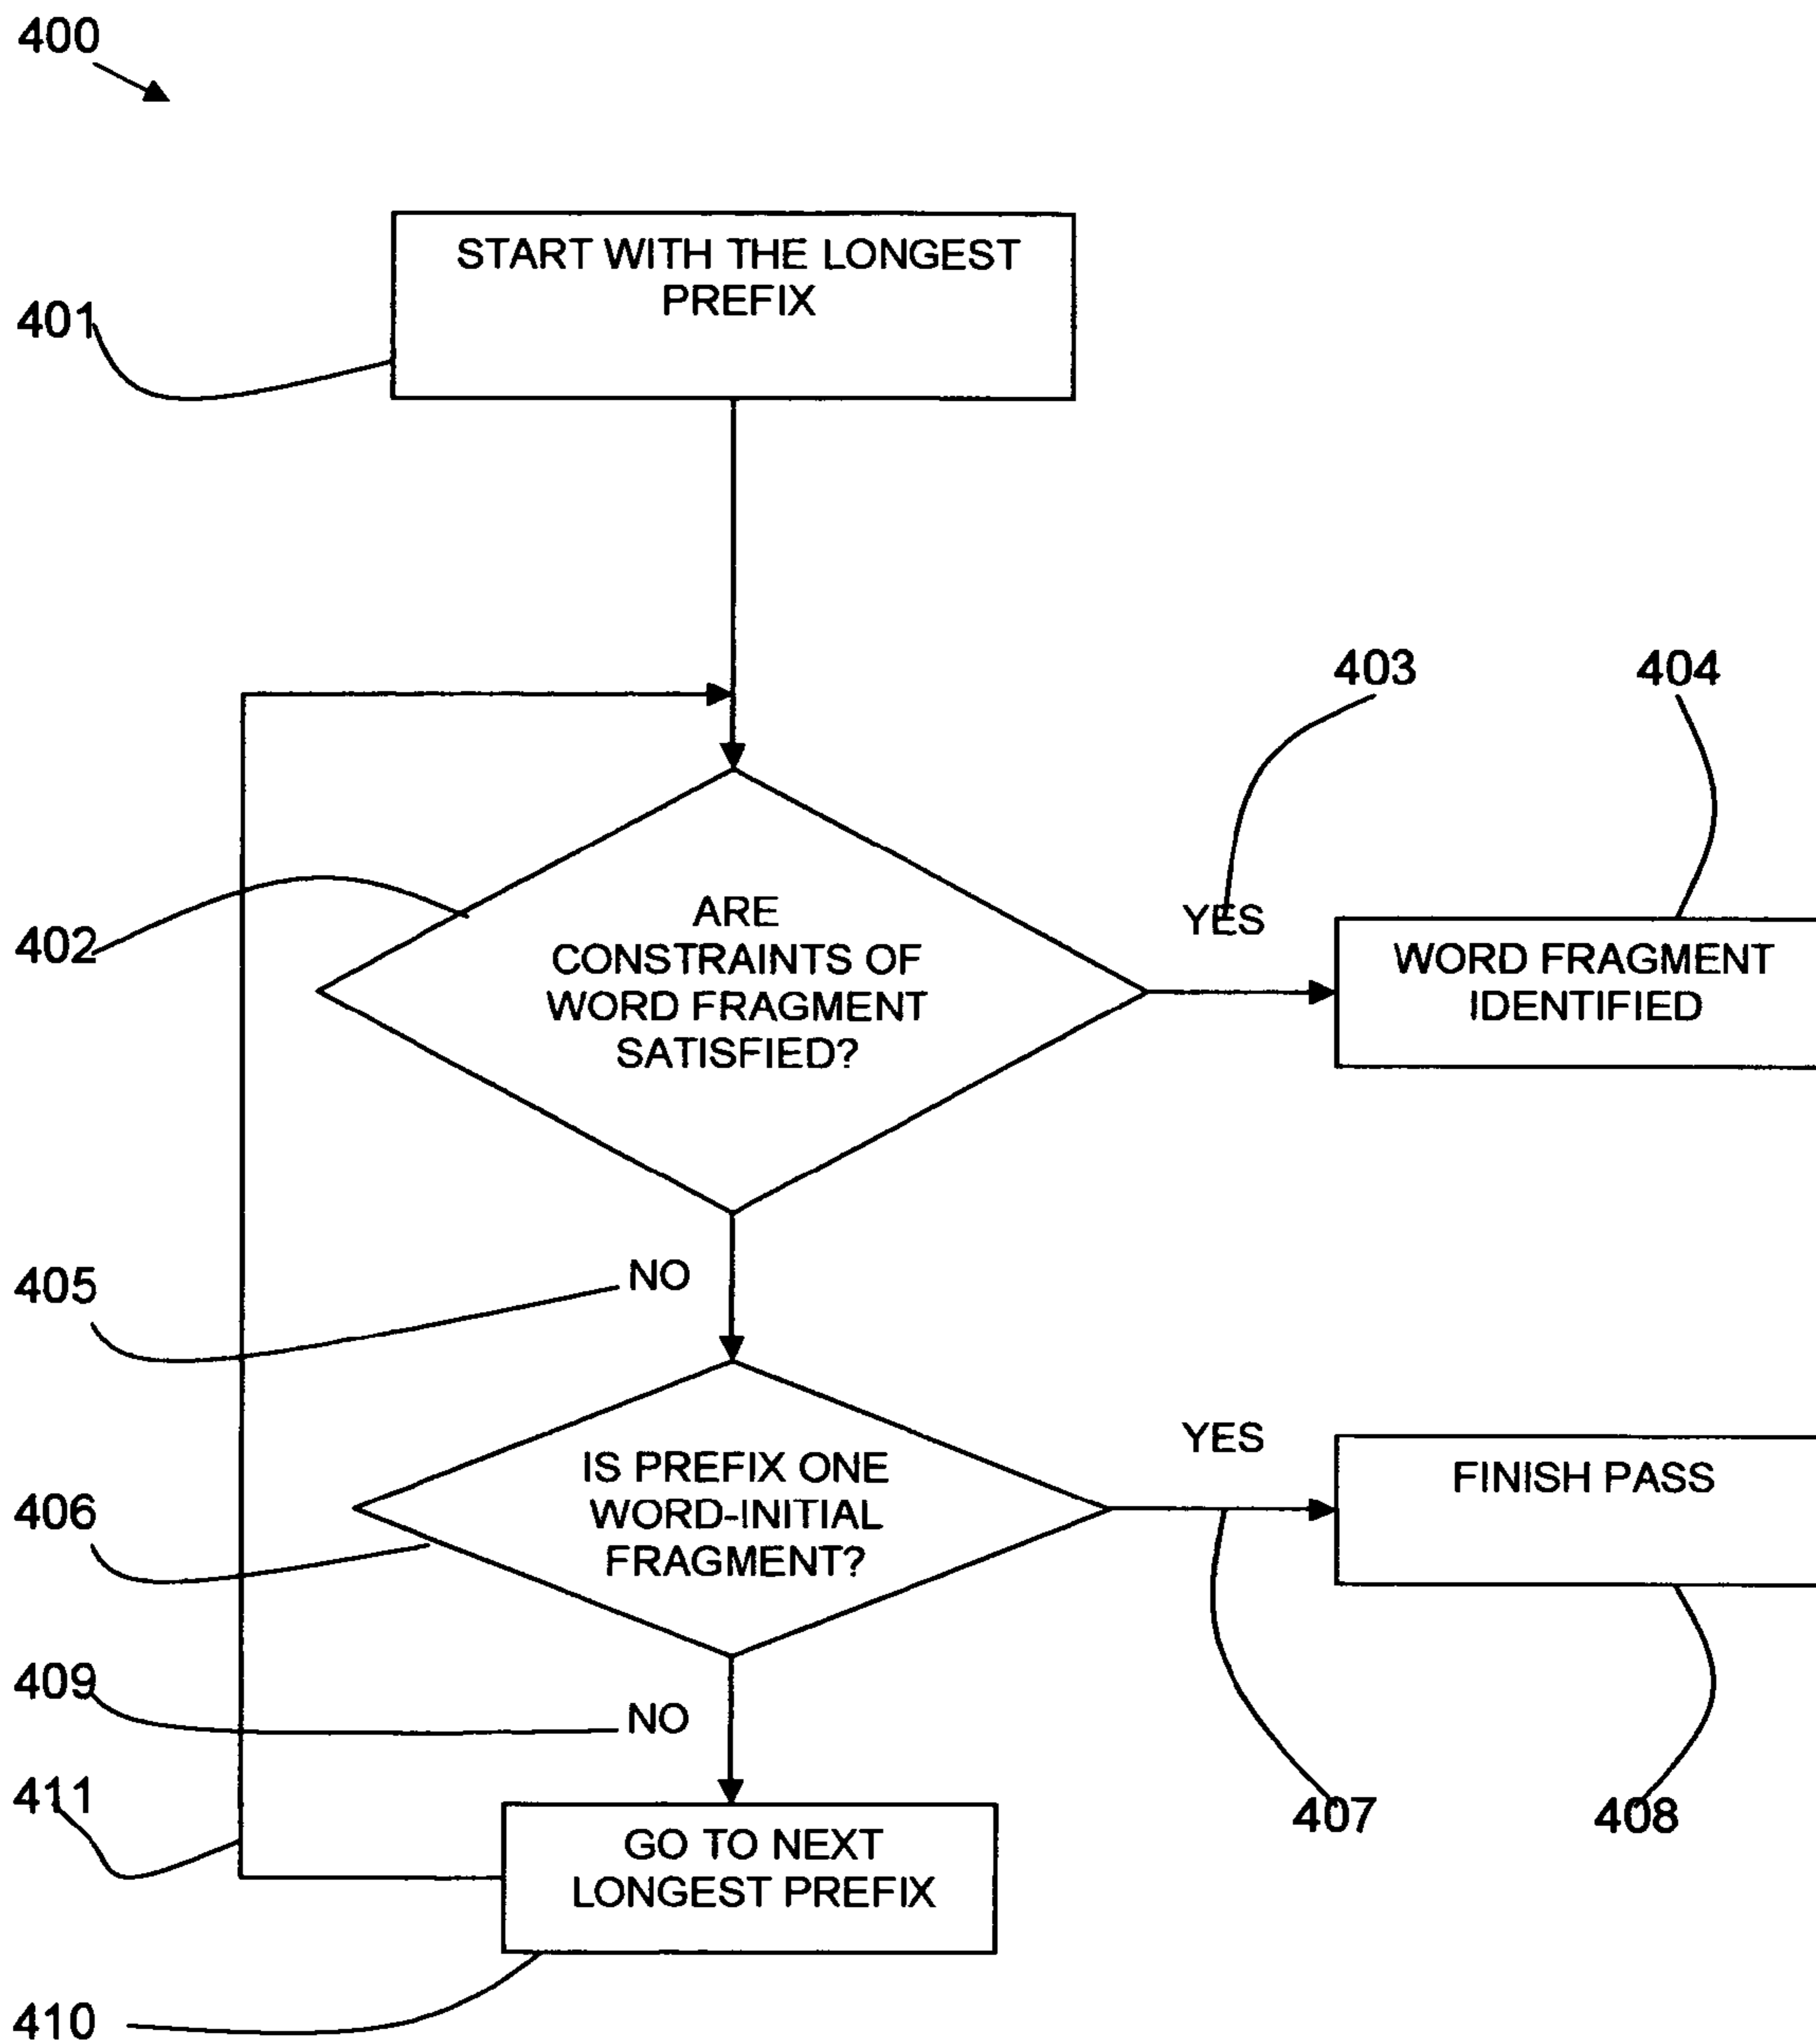 400
START WITH THE LONGEST
PREFIX
401
403
404
402
ARE
CONSTRAINTS OF
WORD FRAGMENT
SATISFIED?
YES
WORD FRAGMENT
IDENTIFIED
405
NO
406
IS PREFIX ONE
WORD-INITIAL
FRAGMENT?
YES
FINISH PASS
409
NO
411
GO TO NEXT
LONGEST PREFIX
407
408
410